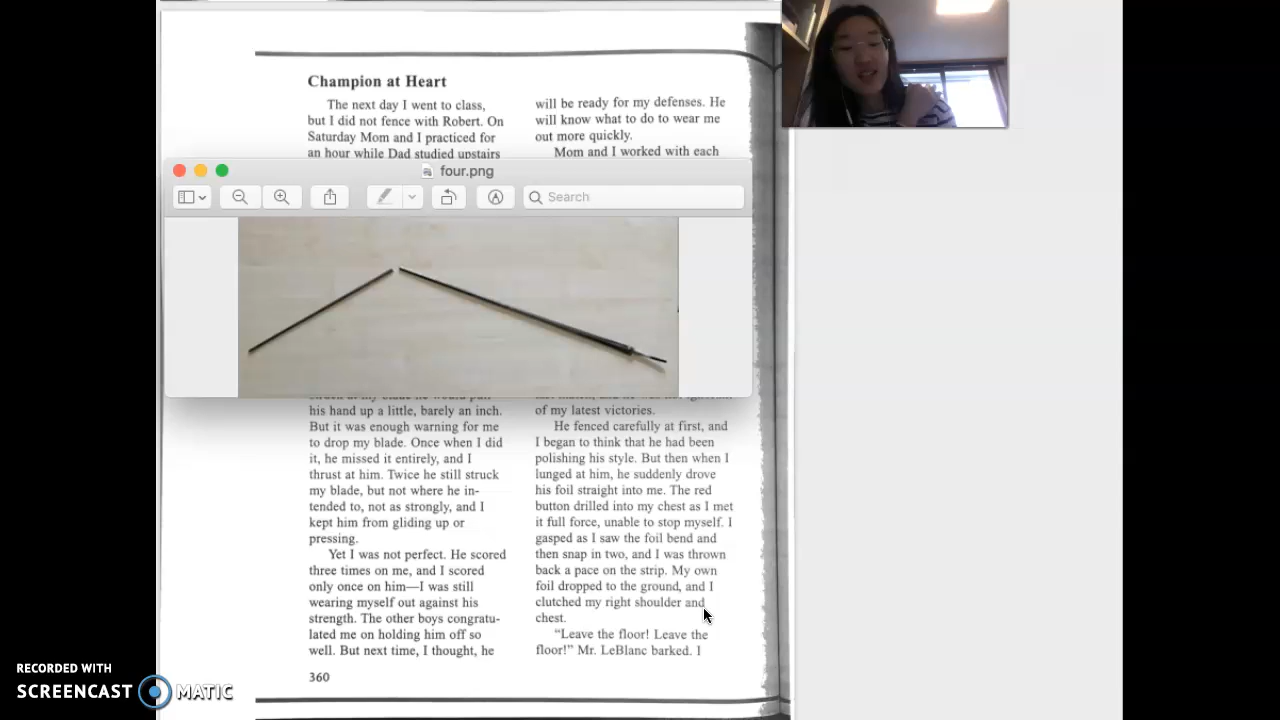 Champion at Heart
The next day I went to class,
but I did not fence with Robert. On
Saturday Mom and I practiced for
an hour while Dad studied upstairs
will be ready for my defenses. He
will know what to do to wear me
out more quickly.
Mom and I worked with each
four.png
Search
his hand up a little, barely an inch.
But it was enough warning for me
to drop my blade. Once when I did
it, he missed it entirely, and I
thrust at him. Twice he still struck
my blade, but not where he in-
tended to, not as strongly, and I
kept him from gliding up or
pressing.
Yet I was not perfect. He scored
three times on me, and I scored
only once on him—I was still
wearing myself out against his
strength. The other boys congratu-
lated me on holding him off so
well. But next time, I thought, he
of my latest victories.
He fenced carefully at first, and
I began to think that he had been
polishing his style. But then when I
lunged at him, he suddenly drove
his foil straight into me. The red
button drilled into my chest as I met
it full force, unable to stop myself. I
gasped as I saw the foil bend and
then snap in two, and I was thrown
back a pace on the strip. My own
foil dropped to the ground, and I
clutched my right shoulder and
chest.
“Leave the floor! Leave the
floor!” Mr. LeBlanc barked. I
360
RECORDED WITH
SCREENCAST MATIC